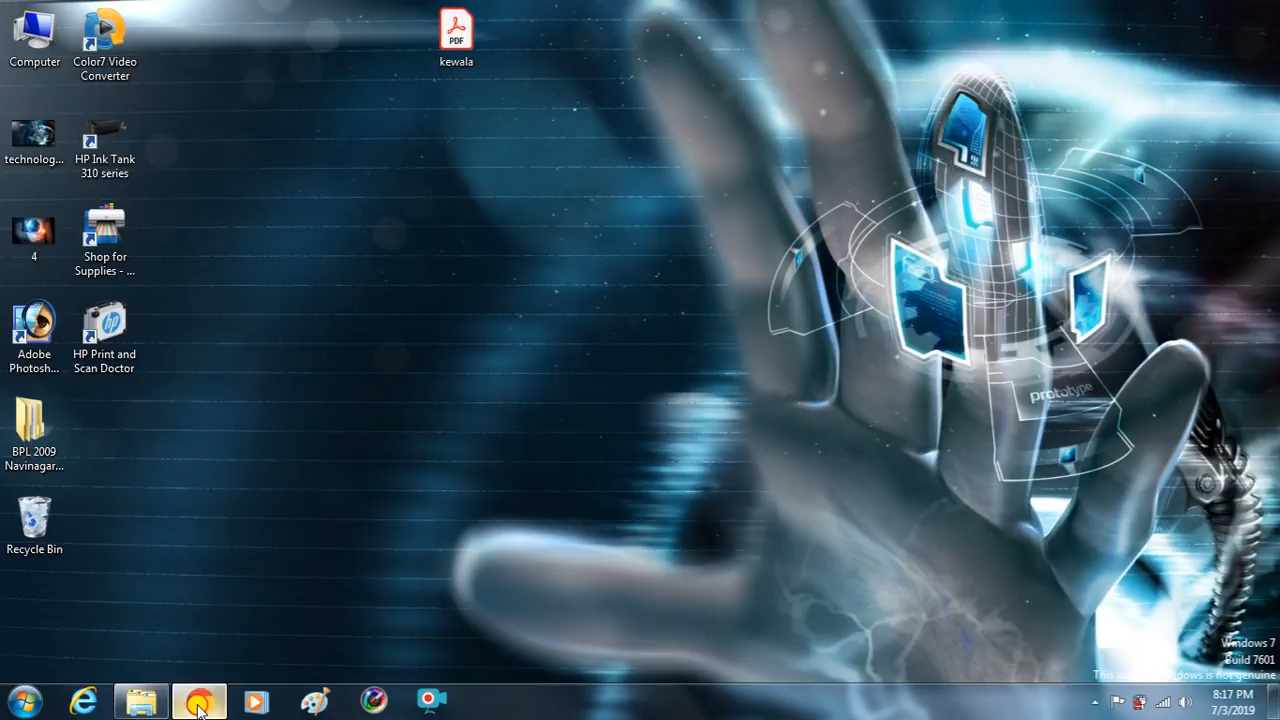 Computer
Color7 Video
Converter
PDF
kewala
technolog...
HP Ink Tank
310 series
4
Shop for
Supplies - ...
Adobe
Photosh...
hp
HP Print and
Scan Doctor
BPL 2009
Navinagar...
Recycle Bin
prototype
Windows 7
Build 7601
8:17 PM
7/3/2019